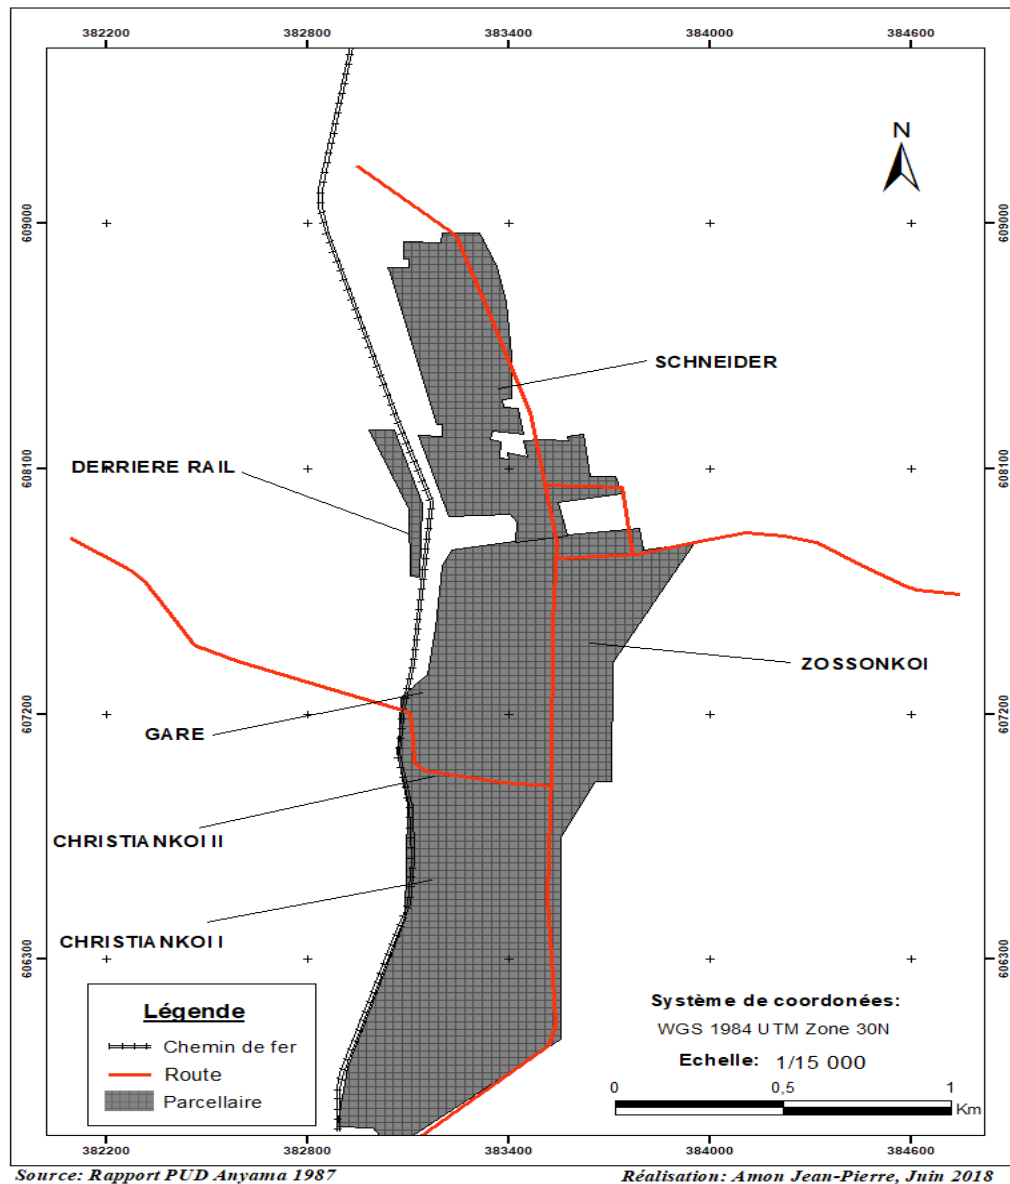 382200 382800 383400 384000 384600
N
609000 609000
SCHNEIDER
DERRIERE RAIL
608100 608100
ZOSSONKOI
607200 607200
GARE
CHRISTIANKOI II
CHRISTIANKOI I
606300 606300
Légende
Chemin de fer
Route
Parcellaire
Système de coordonées:
WGS 1984 UTM Zone 30N
Echelle: 1/15 000
0 0,5 1
Km
382200 382800 383400 384000 384600
Source: Rapport PUD Anyama 1987
Réalisation: Amon Jean-Pierre, Juin 2018